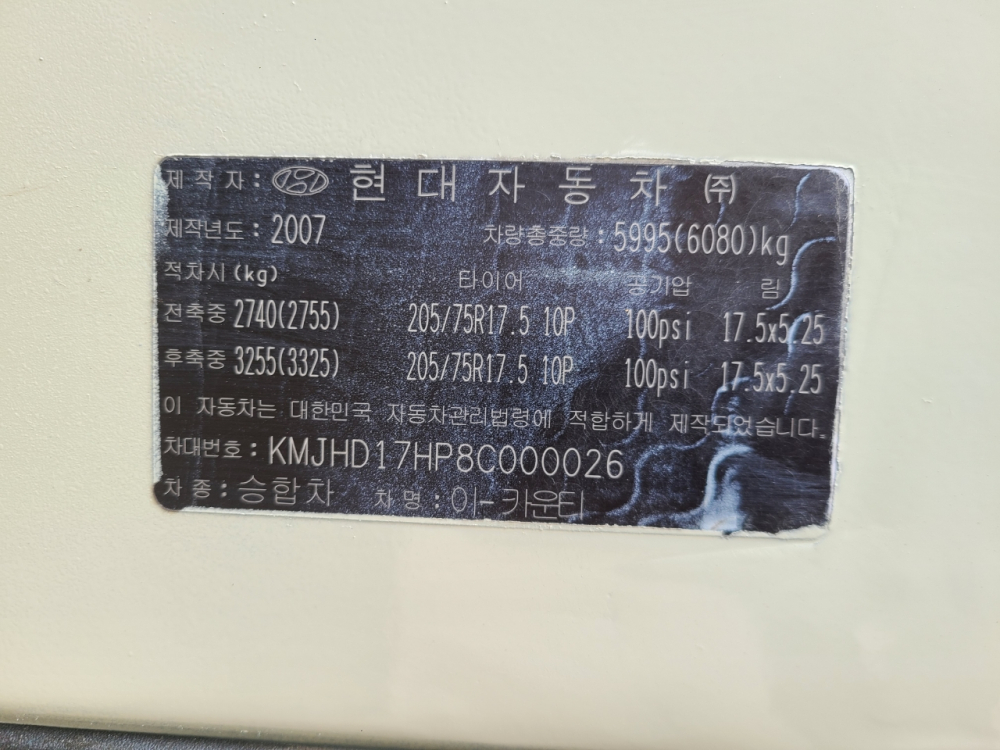 제 작 자 : 현 대 자 동 차 ㈜
제작년도 : 2007 차량총중량 : 5995(6080)kg
적차시(kg) 타이어 공기압 림
전축중 2740(2755) 205/75R17.5 10P 100psi 17.5x5.25
후축중 3255(3325) 205/75R17.5 10P 100psi 17.5x5.25
이 자동차는 대한민국 자동차관리법령에 적합하게 제작되었습니다.
차대번호 : KMJHD17HP8C000026
차 종 : 승합차 차 명 : 이-카운티